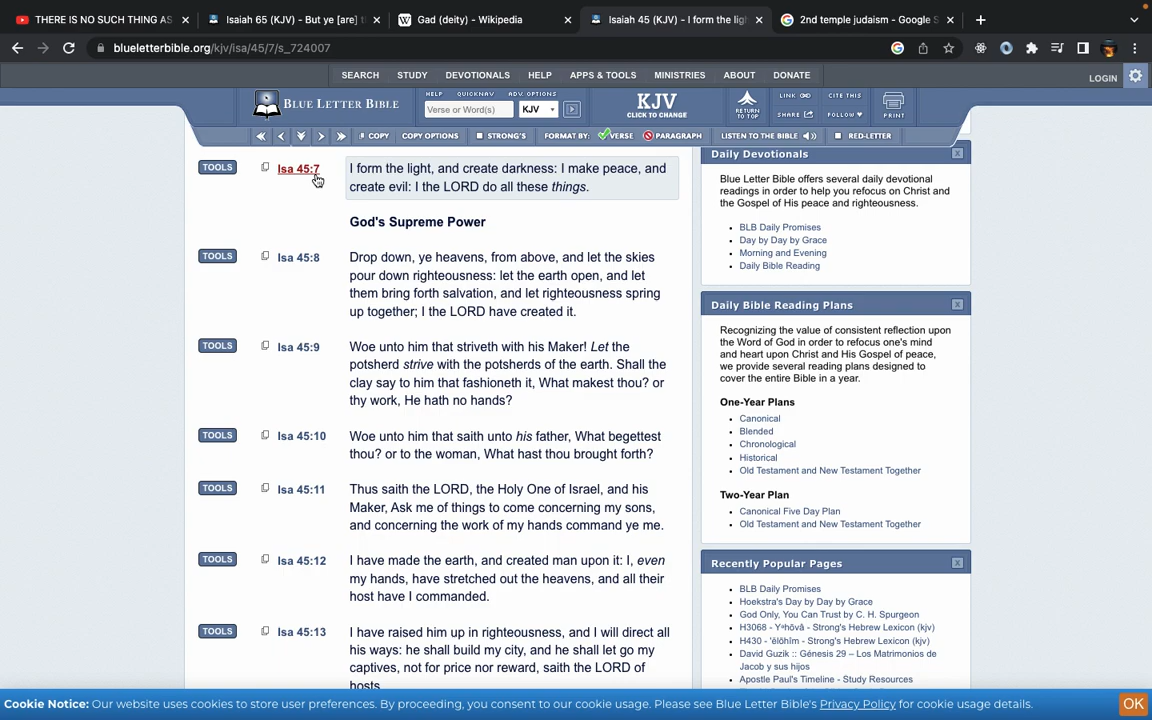 THERE IS NO SUCH THING AS
Isaiah 65 (KJV) - But ye [are] t
Gad (deity) - Wikipedia
Isaiah 45 (KJV) - I form the ligh
2nd temple judaism - Google S
blueletterbible.org/kjv/isa/45/7/s_724007
SEARCH STUDY DEVOTIONALS HELP APPS & TOOLS MINISTRIES ABOUT DONATE LOGIN
BLUE LETTER BIBLE
HELP QUICKNAV ADV. OPTIONS
Verse or Word(s) KJV
KJV
CLICK TO CHANGE
RETURN
TO TOP
LINK CITE THIS
SHARE FOLLOW
PRINT
COPY COPY OPTIONS STRONG'S FORMAT BY: VERSE PARAGRAPH LISTEN TO THE BIBLE RED-LETTER
TOOLS Isa 45:7 I form the light, and create darkness: I make peace, and
create evil: I the LORD do all these things.
God's Supreme Power
TOOLS Isa 45:8 Drop down, ye heavens, from above, and let the skies
pour down righteousness: let the earth open, and let
them bring forth salvation, and let righteousness spring
up together; I the LORD have created it.
TOOLS Isa 45:9 Woe unto him that striveth with his Maker! Let the
potsherd strive with the potsherds of the earth. Shall the
clay say to him that fashioneth it, What makest thou? or
thy work, He hath no hands?
TOOLS Isa 45:10 Woe unto him that saith unto his father, What begettest
thou? or to the woman, What hast thou brought forth?
TOOLS Isa 45:11 Thus saith the LORD, the Holy One of Israel, and his
Maker, Ask me of things to come concerning my sons,
and concerning the work of my hands command ye me.
TOOLS Isa 45:12 I have made the earth, and created man upon it: I, even
my hands, have stretched out the heavens, and all their
host have I commanded.
TOOLS Isa 45:13 I have raised him up in righteousness, and I will direct all
his ways: he shall build my city, and he shall let go my
captives, not for price nor reward, saith the LORD of
hosts.
Daily Devotionals
Blue Letter Bible offers several daily devotional
readings in order to help you refocus on Christ and
the Gospel of His peace and righteousness.
BLB Daily Promises
Day by Day by Grace
Morning and Evening
Daily Bible Reading
Daily Bible Reading Plans
Recognizing the value of consistent reflection upon
the Word of God in order to refocus one's mind
and heart upon Christ and His Gospel of peace,
we provide several reading plans designed to
cover the entire Bible in a year.
One-Year Plans
Canonical
Blended
Chronological
Historical
Old Testament and New Testament Together
Two-Year Plan
Canonical Five Day Plan
Old Testament and New Testament Together
Recently Popular Pages
BLB Daily Promises
Hoekstra's Day by Day by Grace
God Only, You Can Trust by C. H. Spurgeon
H3068 - Yᵊhōvâ - Strong's Hebrew Lexicon (kjv)
H430 - 'ĕlōhîm - Strong's Hebrew Lexicon (kjv)
David Guzik :: Génesis 29 – Los Matrimonios de
Jacob y sus hijos
Apostle Paul's Timeline - Study Resources
Cookie Notice: Our website uses cookies to store user preferences. By proceeding, you consent to our cookie usage. Please see Blue Letter Bible's Privacy Policy for cookie usage details. OK